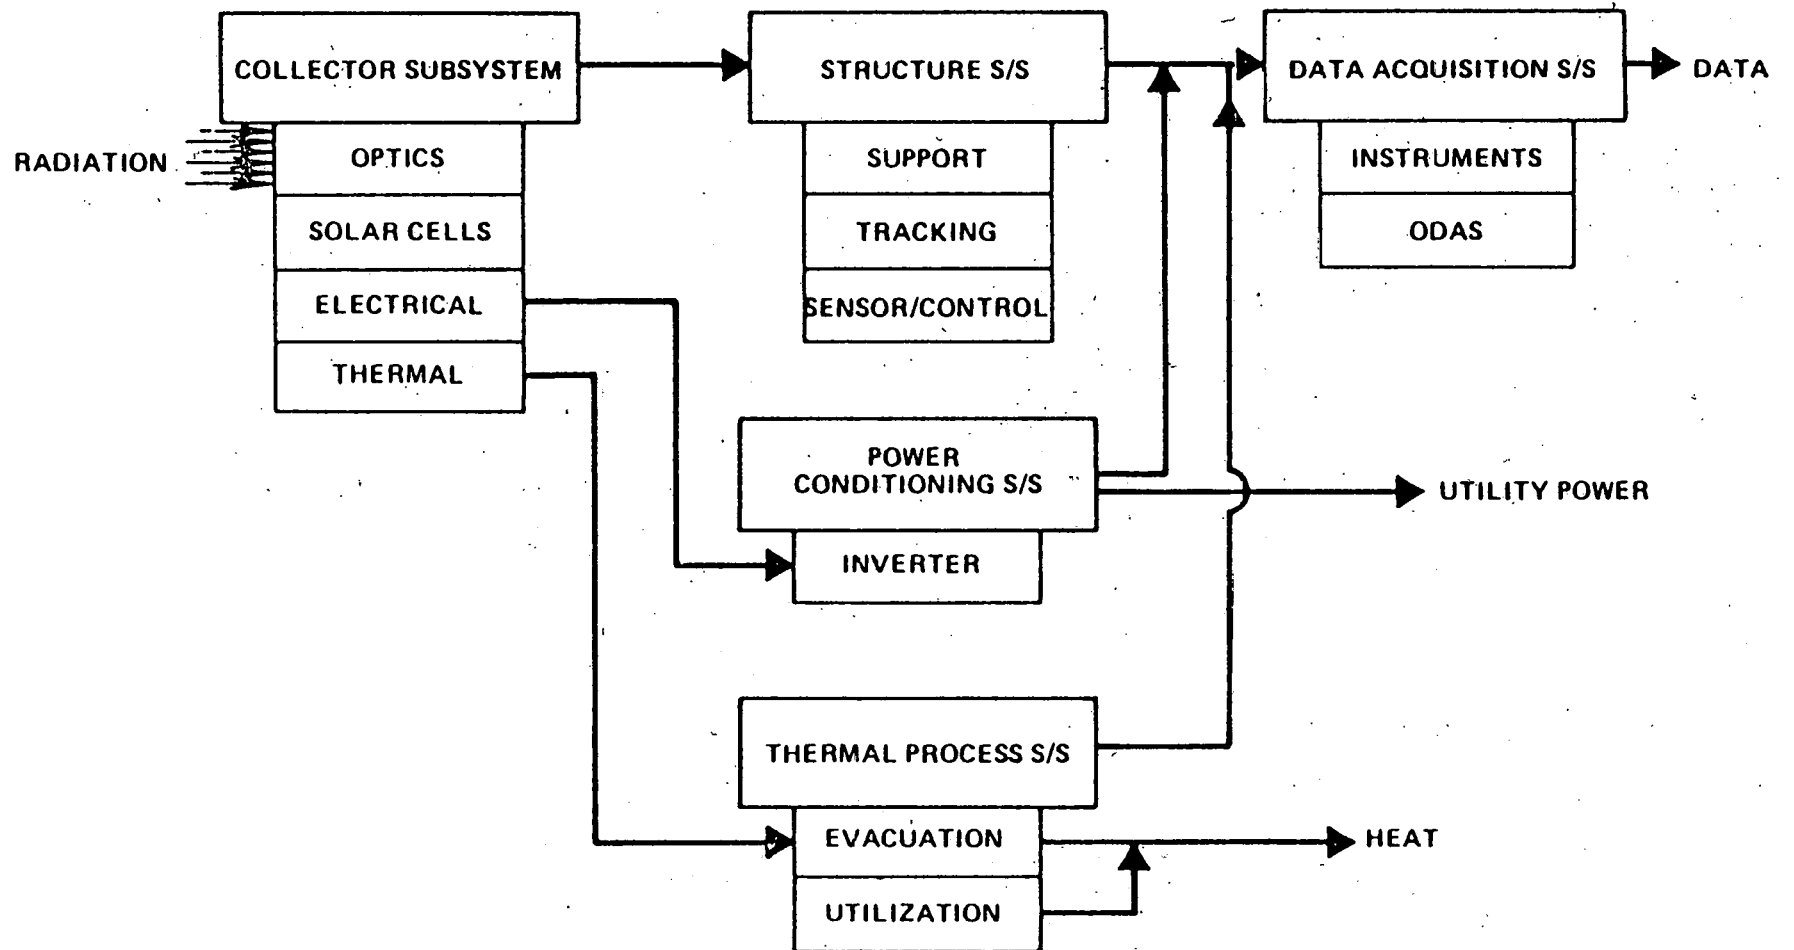 COLLECTOR SUBSYSTEM
STRUCTURE S/S
DATA ACQUISITION S/S
DATA
RADIATION
OPTICS
SOLAR CELLS
ELECTRICAL
THERMAL
SUPPORT
TRACKING
SENSOR/CONTROL
INSTRUMENTS
ODAS
POWER
CONDITIONING S/S
UTILITY POWER
INVERTER
THERMAL PROCESS S/S
EVACUATION
HEAT
UTILIZATION